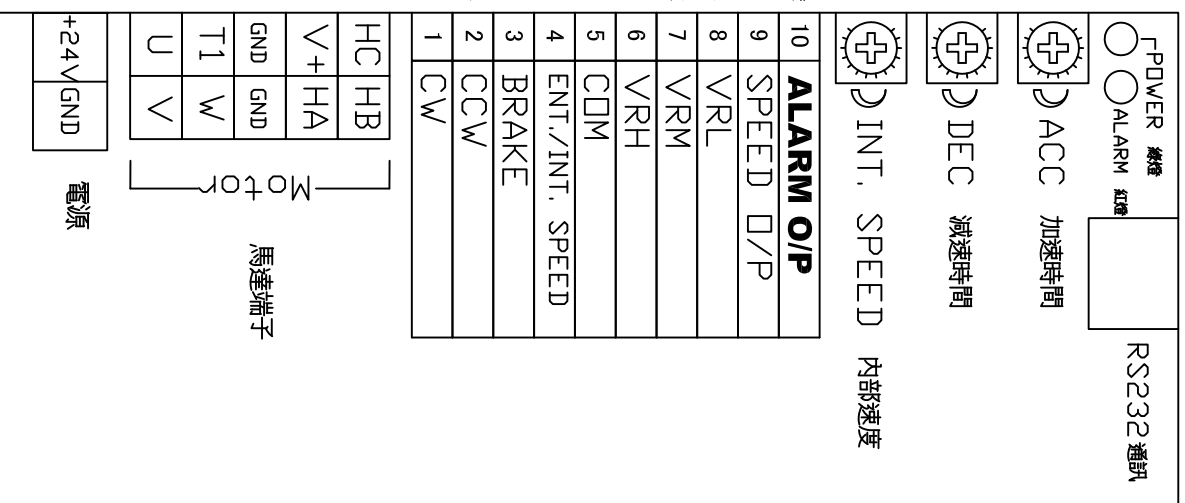 POWER 綠燈
ALARM 紅燈
RS232 通訊
ACC 加速時間
DEC 減速時間
INT. SPEED 內部速度
10 ALARM O/P
9 SPEED O/P
8 VRL
7 VRM
6 VRH
5 COM
4 ENT./INT. SPEED
3 BRAKE
2 CCW
1 CW
HC HB
V+ HA
GND GND
T1 W
U V
Motor
馬達端子
+24V GND
電源